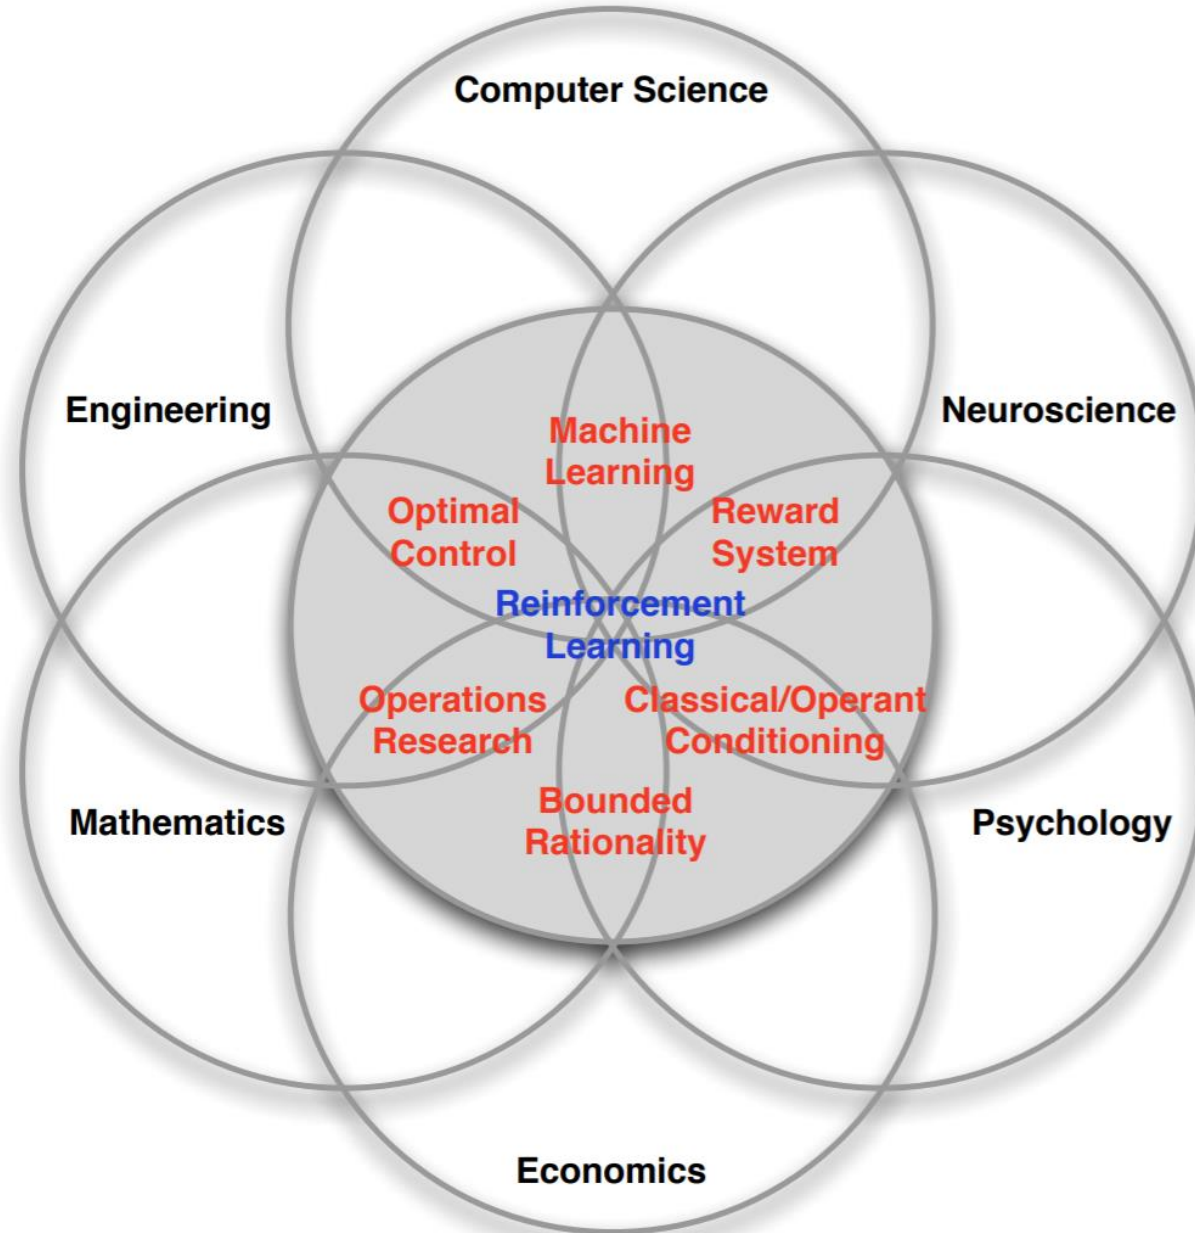 Computer Science
Engineering
Neuroscience
Machine
Learning
Optimal
Control
Reward
System
Reinforcement
Learning
Operations
Research
Classical/Operant
Conditioning
Bounded
Rationality
Mathematics
Psychology
Economics